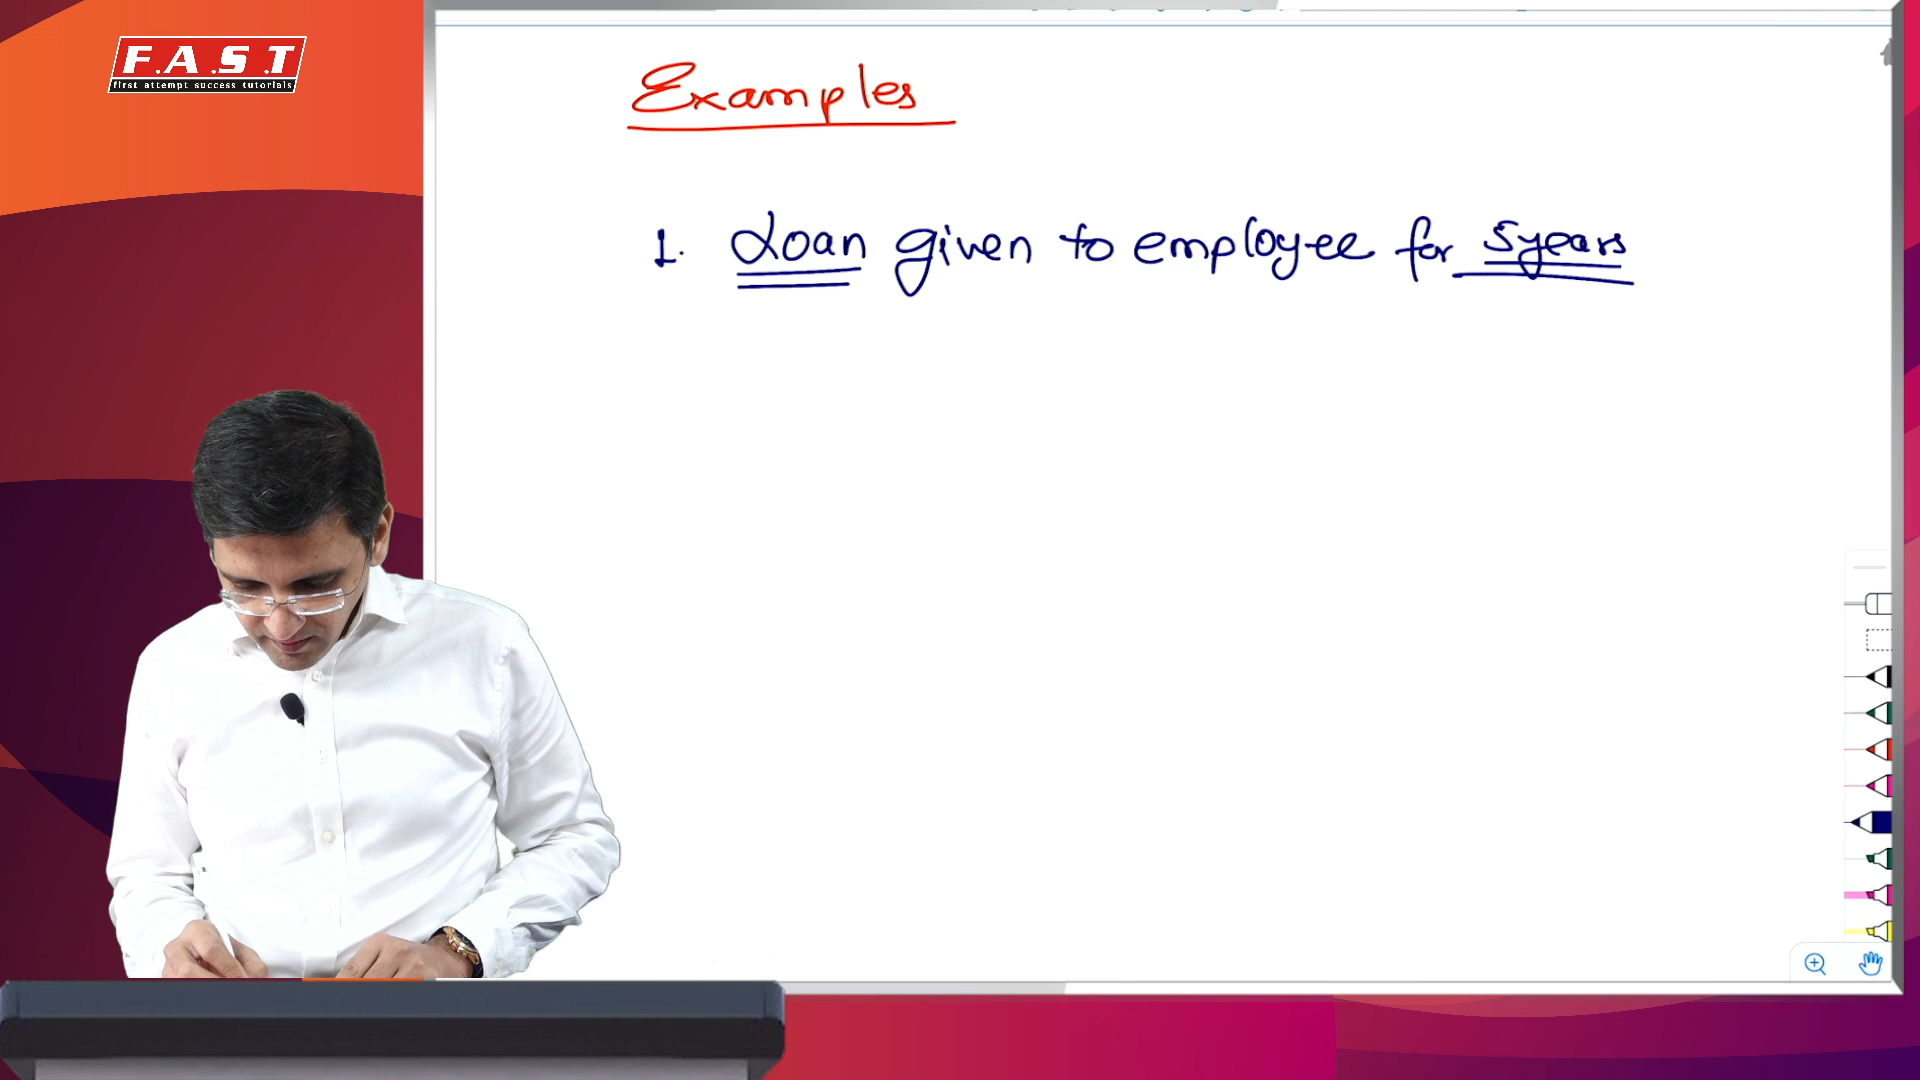 F.A.S.T
first attempt success tutorials
Examples
1. Loan given to employee for 5years